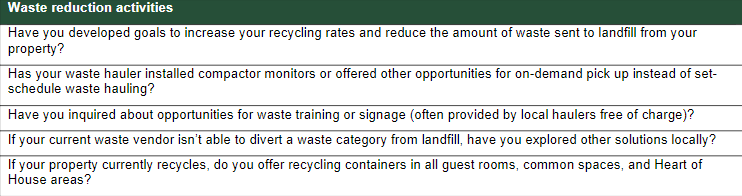 Waste reduction activities
Have you developed goals to increase your recycling rates and reduce the amount of waste sent to landfill from your
property?
Has your waste hauler installed compactor monitors or offered other opportunities for on-demand pick up instead of set-
schedule waste hauling?
Have you inquired about opportunities for waste training or signage (often provided by local haulers free of charge)?
If your current waste vendor isn't able to divert a waste category from landfill, have you explored other solutions locally?
If your property currently recycles, do you offer recycling containers in all guest rooms, common spaces, and Heart of
House areas?